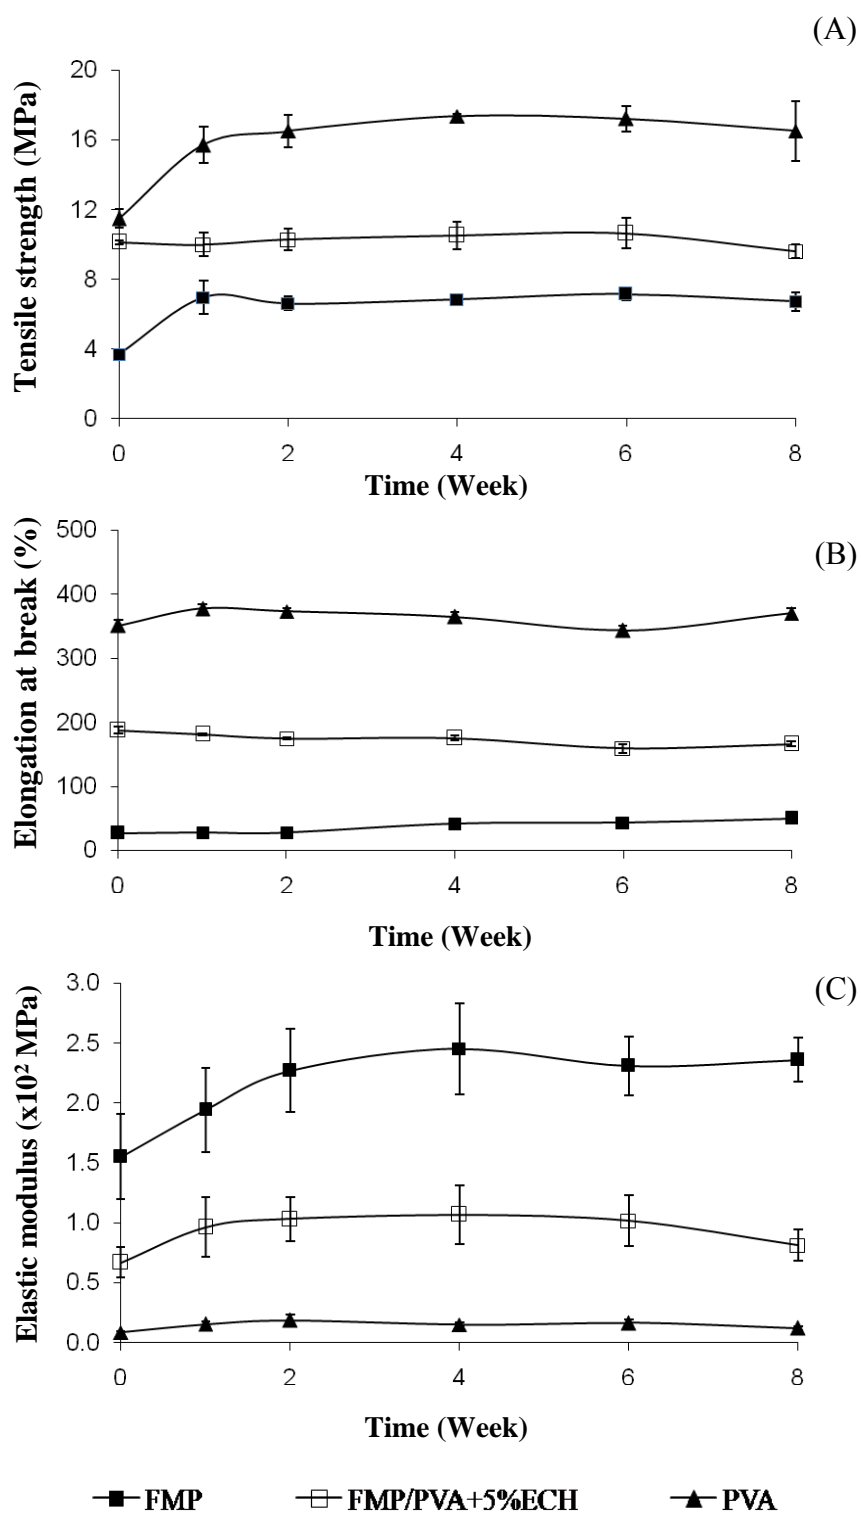 (A)
Tensile strength (MPa)
20
16
12
8
4
0
0 2 4 6 8
Time (Week)
(B)
Elongation at break (%)
500
400
300
200
100
0
0 2 4 6 8
Time (Week)
(C)
Elastic modulus (x10² MPa)
3.0
2.5
2.0
1.5
1.0
0.5
0.0
0 2 4 6 8
Time (Week)
FMP FMP/PVA+5%ECH PVA